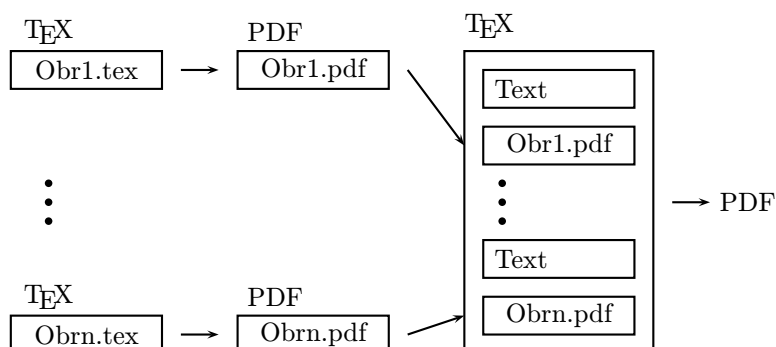 TEX PDF TEX
Obr1.tex Obr1.pdf
Text
Obr1.pdf
PDF
Text
TEX PDF
Obrn.pdf
Obrn.tex Obrn.pdf